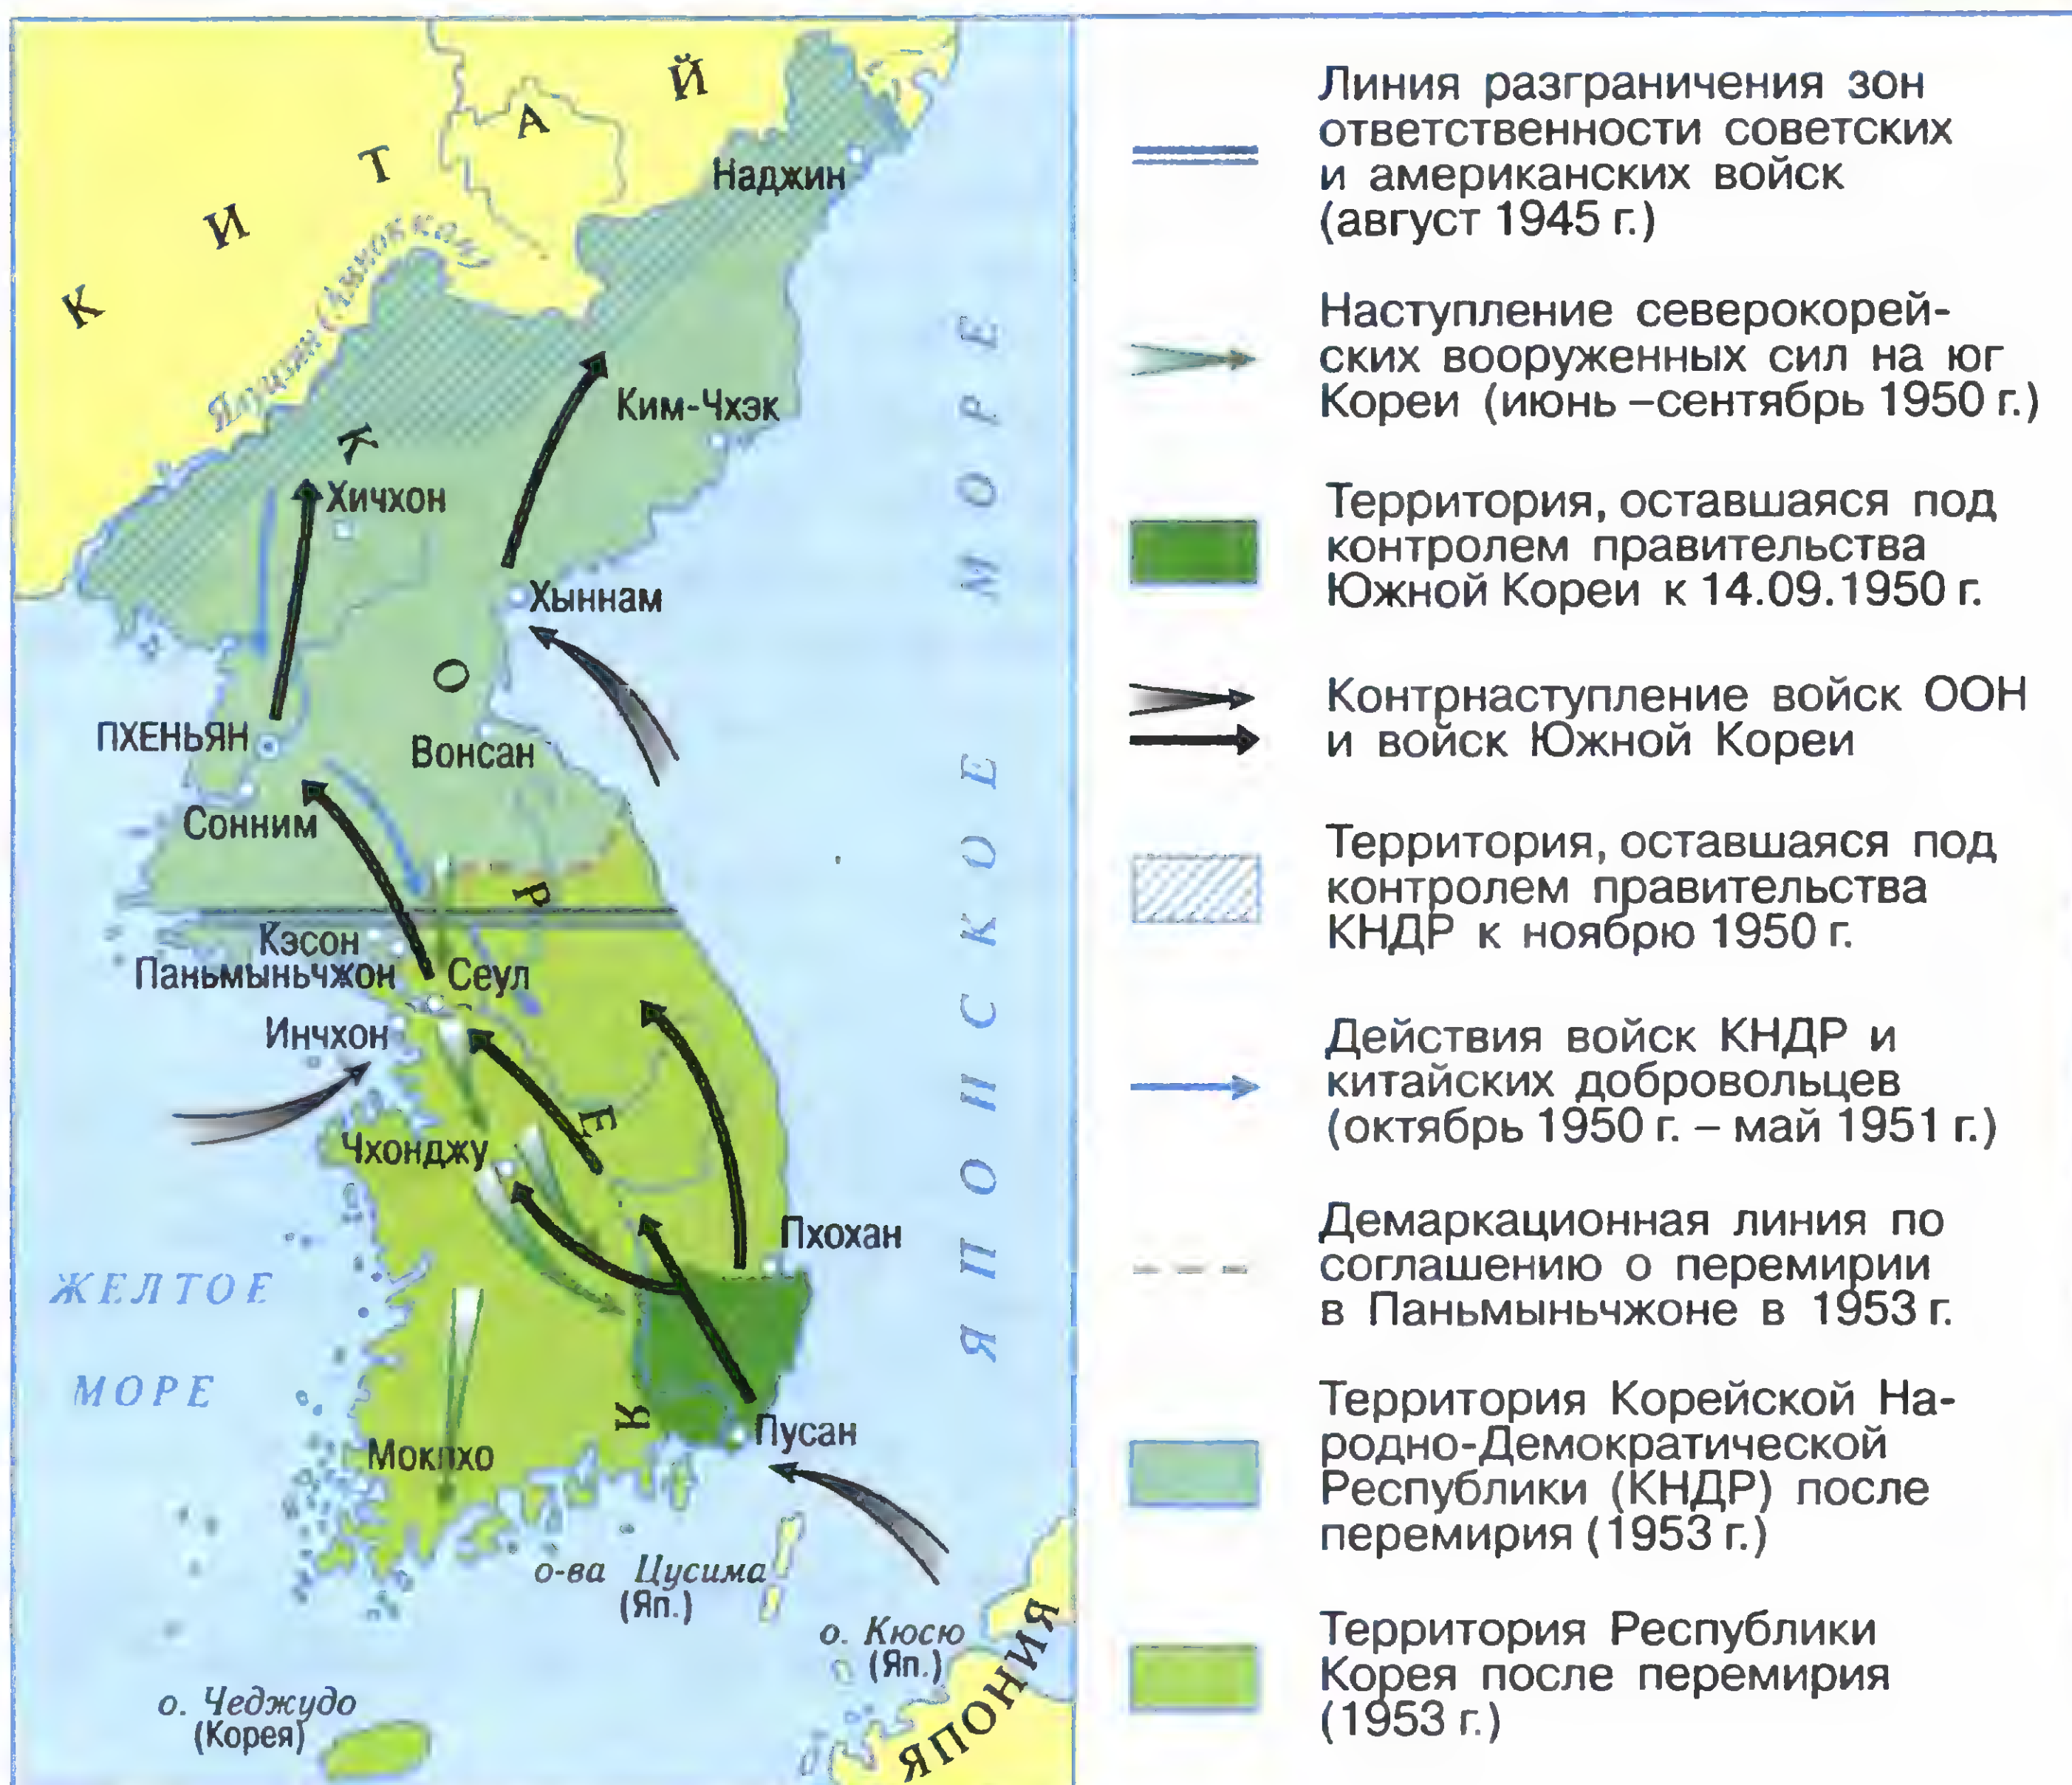 КИТАЙ
Наджин
Ялуцзян (Амноккан)
Ким-Чхэк
Хичхон
Хыннам
ПХЕНЬЯН
Вонсан
Сонним
КОРЕЯ
Кэсон
Паньмыньчжон
Сеул
Инчхон
Чхонджу
Пхохан
ЖЕЛТОЕ
МОРЕ
ЯПОНСКОЕ МОРЕ
Мокпхо
Пусан
о-ва Цусима
(Яп.)
о. Кюсю
(Яп.)
о. Чеджудо
(Корея)
ЯПОНИЯ
Линия разграничения зон
ответственности советских
и американских войск
(август 1945 г.)
Наступление северокорей-
ских вооруженных сил на юг
Кореи (июнь –сентябрь 1950 г.)
Территория, оставшаяся под
контролем правительства
Южной Кореи к 14.09.1950 г.
Контрнаступление войск ООН
и войск Южной Кореи
Территория, оставшаяся под
контролем правительства
КНДР к ноябрю 1950 г.
Действия войск КНДР и
китайских добровольцев
(октябрь 1950 г. – май 1951 г.)
Демаркационная линия по
соглашению о перемирии
в Паньмыньчжоне в 1953 г.
Территория Корейской На-
родно-Демократической
Республики (КНДР) после
перемирия (1953 г.)
Территория Республики
Корея после перемирия
(1953 г.)